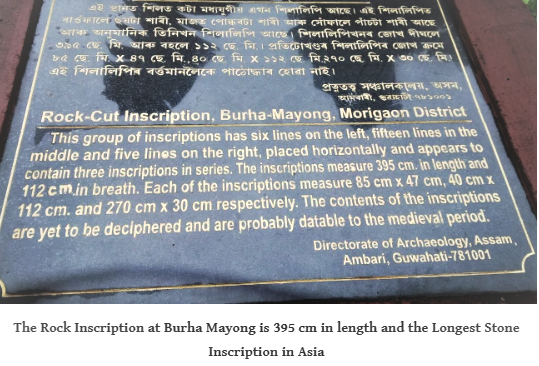 এই স্থানত শিলত কটা মধ্যযুগীয় এখন শিলালিপি আছে। এই শিলালিপিত
বাওঁফালে ছয়টা শাৰী, মাজত পোন্ধৰটা শাৰী আৰু সোঁফালে পাঁচটা শাৰী আছে
আৰু অনুমানিক তিনিখন শিলালিপি আছে। শিলালিপিখনৰ জোখ দীঘলে
৩৯৫ ছে. মি. আৰু বহলে ১১২ ছে. মি.। প্ৰতিটোখণ্ডৰ শিলালিপিৰ জোখ ক্ৰমে
৮৫ ছে. মি. X ৪৭ ছে. মি.,৪০ ছে. মি. X ১১২ ছে. মি.২৭০ ছে. মি. X ৩০ ছে. মি.।
এই শিলালিপিৰ বৰ্তমানলৈকে পাঠোদ্ধাৰ হোৱা নাই।
প্ৰত্নতত্ব সঞ্চালকালয়, অসম,
আমবাৰী, গুৱাহাটী ৭৮১০০১
Rock-Cut Inscription, Burha-Mayong, Morigaon District
This group of inscriptions has six lines on the left, fifteen lines in the
middle and five lines on the right, placed horizontally and appears to
contain three inscriptions in series. The inscriptions measure 395 cm. in length and
112 cm.in breath. Each of the inscriptions measure 85 cm x 47 cm, 40 cm x
112 cm. and 270 cm x 30 cm respectively. The contents of the inscriptions
are yet to be deciphered and are probably datable to the medieval period.
Directorate of Archaeology, Assam,
Ambari, Guwahati-781001
The Rock Inscription at Burha Mayong is 395 cm in length and the Longest Stone
Inscription in Asia